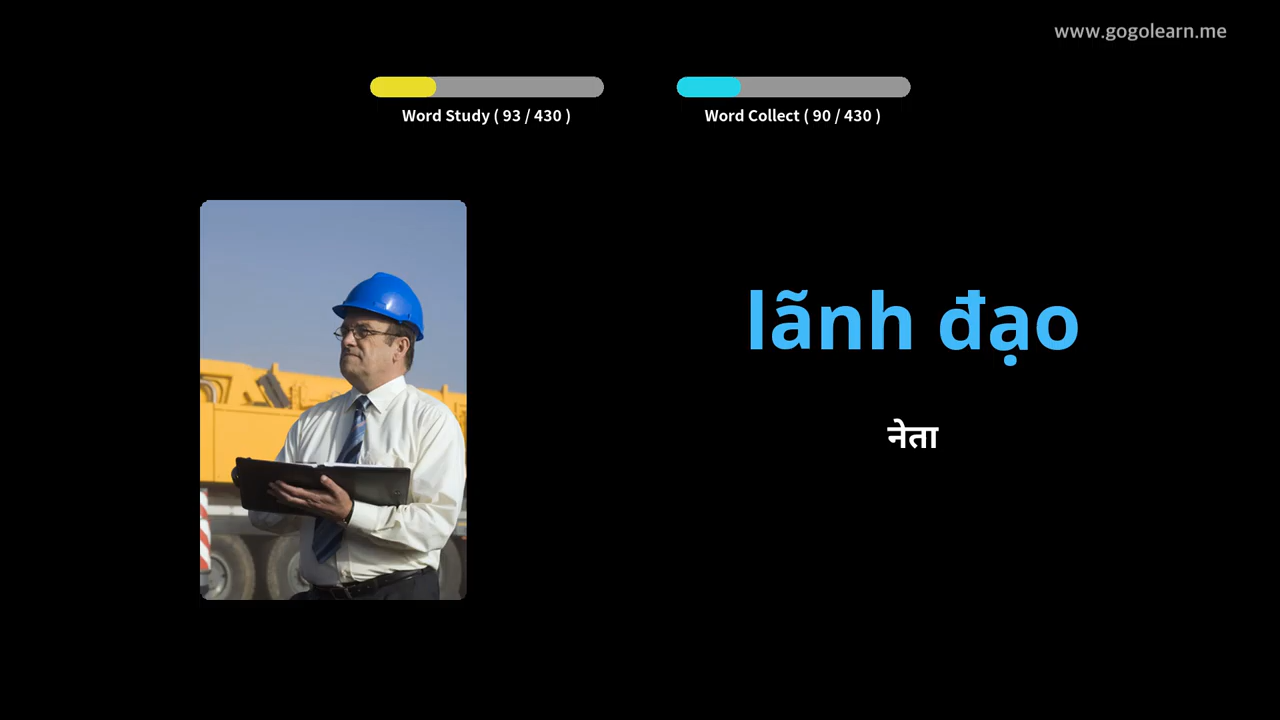 www.gogolearn.me
Word Study ( 93 / 430 )
Word Collect ( 90 / 430 )
lãnh đạo
नेता